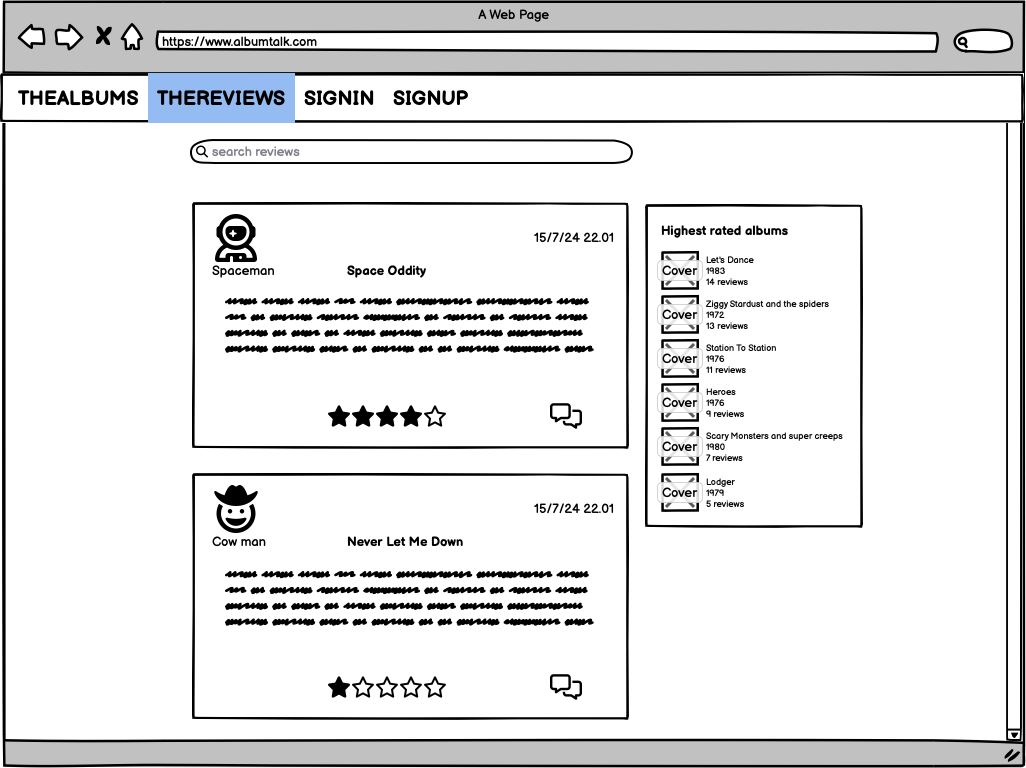 A Web Page
https://www.albumtalk.com
THEALBUMS THEREVIEWS SIGNIN SIGNUP
search reviews
15/7/24 22.01
Spaceman
Space Oddity
15/7/24 22.01
Cow man
Never Let Me Down
Highest rated albums
Cover
Let's Dance
1983
14 reviews
Cover
Ziggy Stardust and the spiders
1972
13 reviews
Cover
Station To Station
1976
11 reviews
Cover
Heroes
1976
9 reviews
Cover
Scary Monsters and super creeps
1980
7 reviews
Cover
Lodger
1979
5 reviews